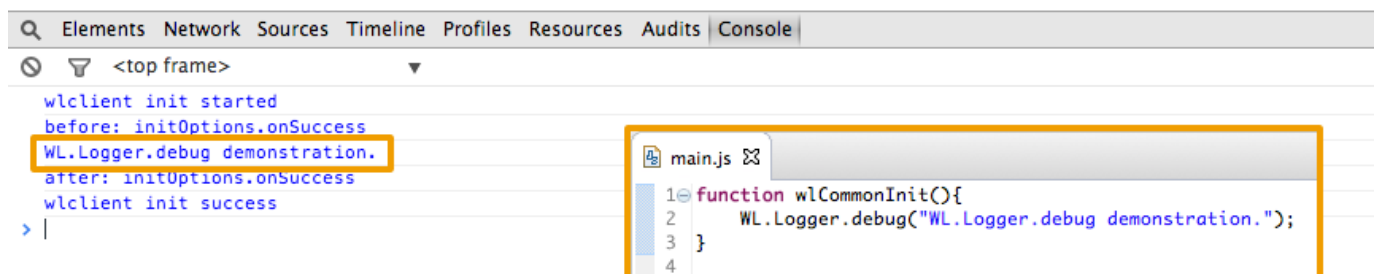 Elements Network Sources Timeline Profiles Resources Audits Console
<top frame> ▼
wlclient init started
before: initOptions.onSuccess
WL.Logger.debug demonstration.
after: initOptions.onSuccess
wlclient init success
>
main.js
1 function wlCommonInit(){
2 WL.Logger.debug("WL.Logger.debug demonstration.");
3 }
4